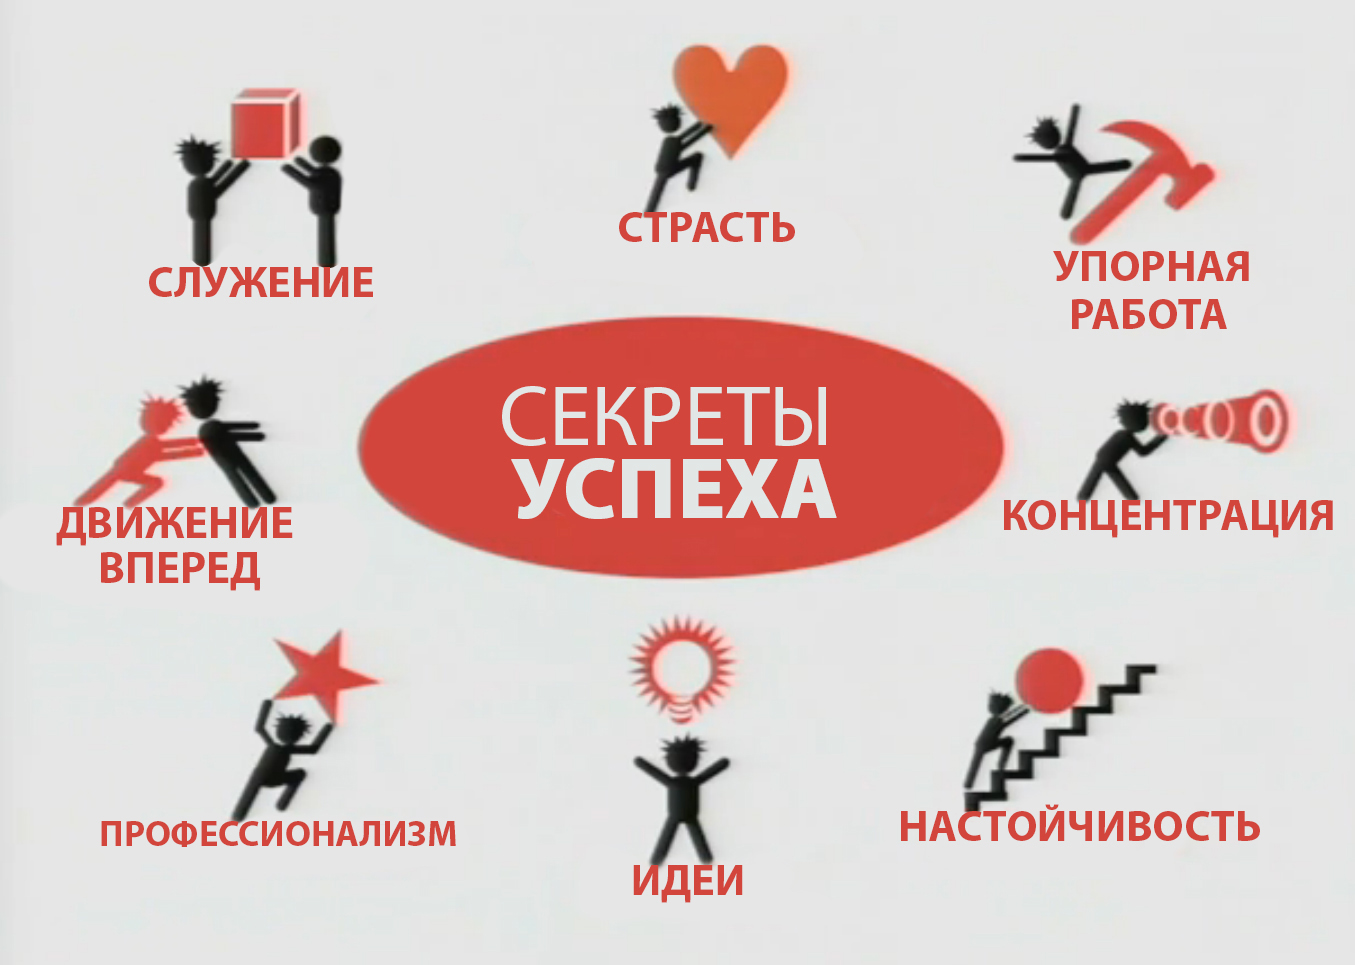 СТРАСТЬ
СЛУЖЕНИЕ
УПОРНАЯ
РАБОТА
СЕКРЕТЫ
УСПЕХА
ДВИЖЕНИЕ
ВПЕРЕД
КОНЦЕНТРАЦИЯ
ПРОФЕССИОНАЛИЗМ
ИДЕИ
НАСТОЙЧИВОСТЬ